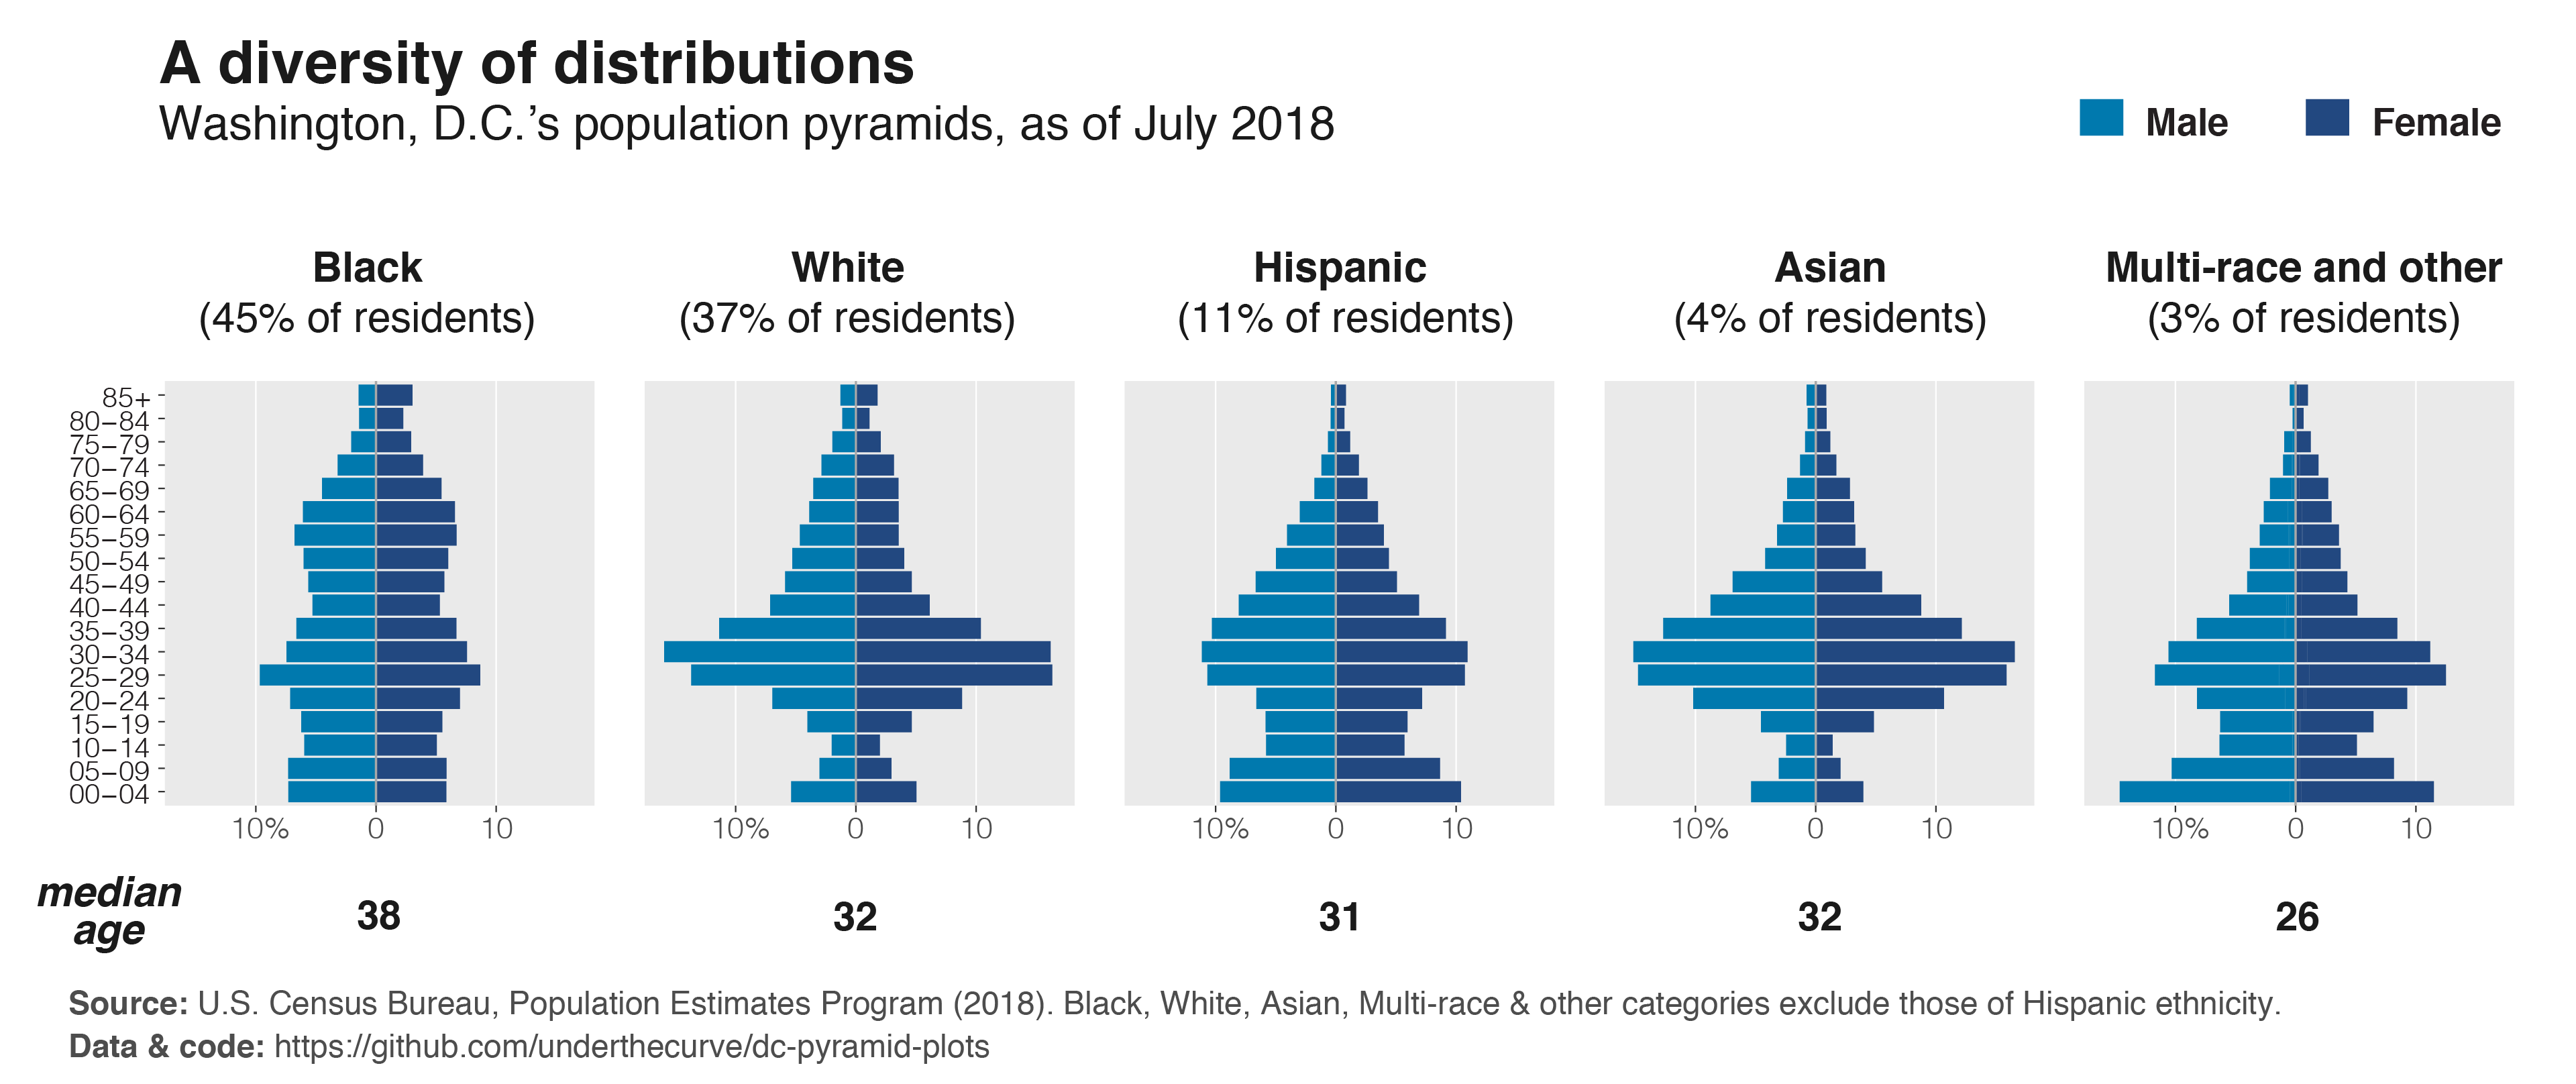 A diversity of distributions
Washington, D.C.’s population pyramids, as of July 2018
Male Female
Black White Hispanic Asian Multi-race and other
(45% of residents) (37% of residents) (11% of residents) (4% of residents) (3% of residents)
85+
80–84
75–79
70–74
65–69
60–64
55–59
50–54
45–49
40–44
35–39
30–34
25–29
20–24
15–19
10–14
05–09
00–04
10% 0 10 10% 0 10 10% 0 10 10% 0 10 10% 0 10
median
age
38 32 31 32 26
Source: U.S. Census Bureau, Population Estimates Program (2018). Black, White, Asian, Multi-race & other categories exclude those of Hispanic ethnicity.
Data & code: https://github.com/underthecurve/dc-pyramid-plots